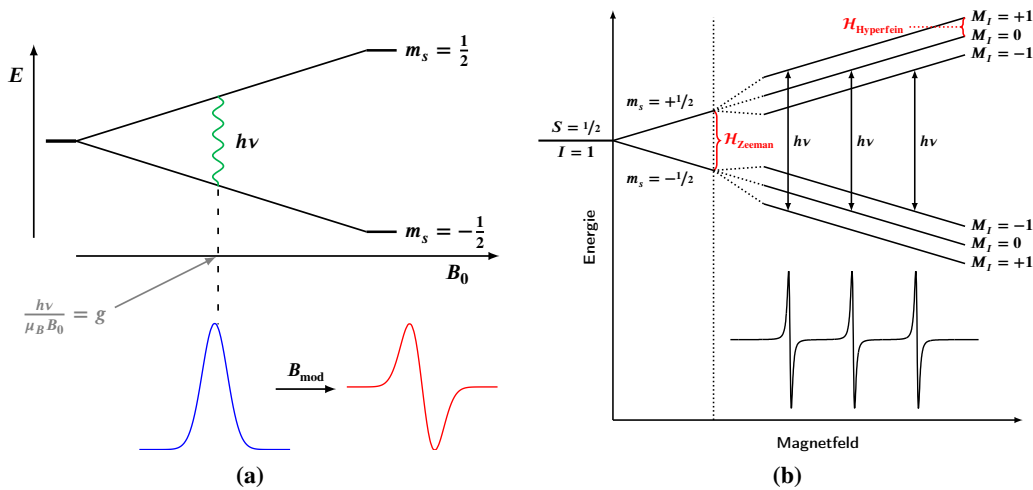 E
m_s = 1/2
hν
m_s = −1/2
B_0
hν/(μ_B B_0) = g
B_mod
(a)
Energie
S = 1/2
I = 1
m_s = +1/2
m_s = −1/2
ℋ_Zeeman
ℋ_Hyperfein
M_I = +1
M_I = 0
M_I = −1
hν
hν
hν
M_I = −1
M_I = 0
M_I = +1
Magnetfeld
(b)